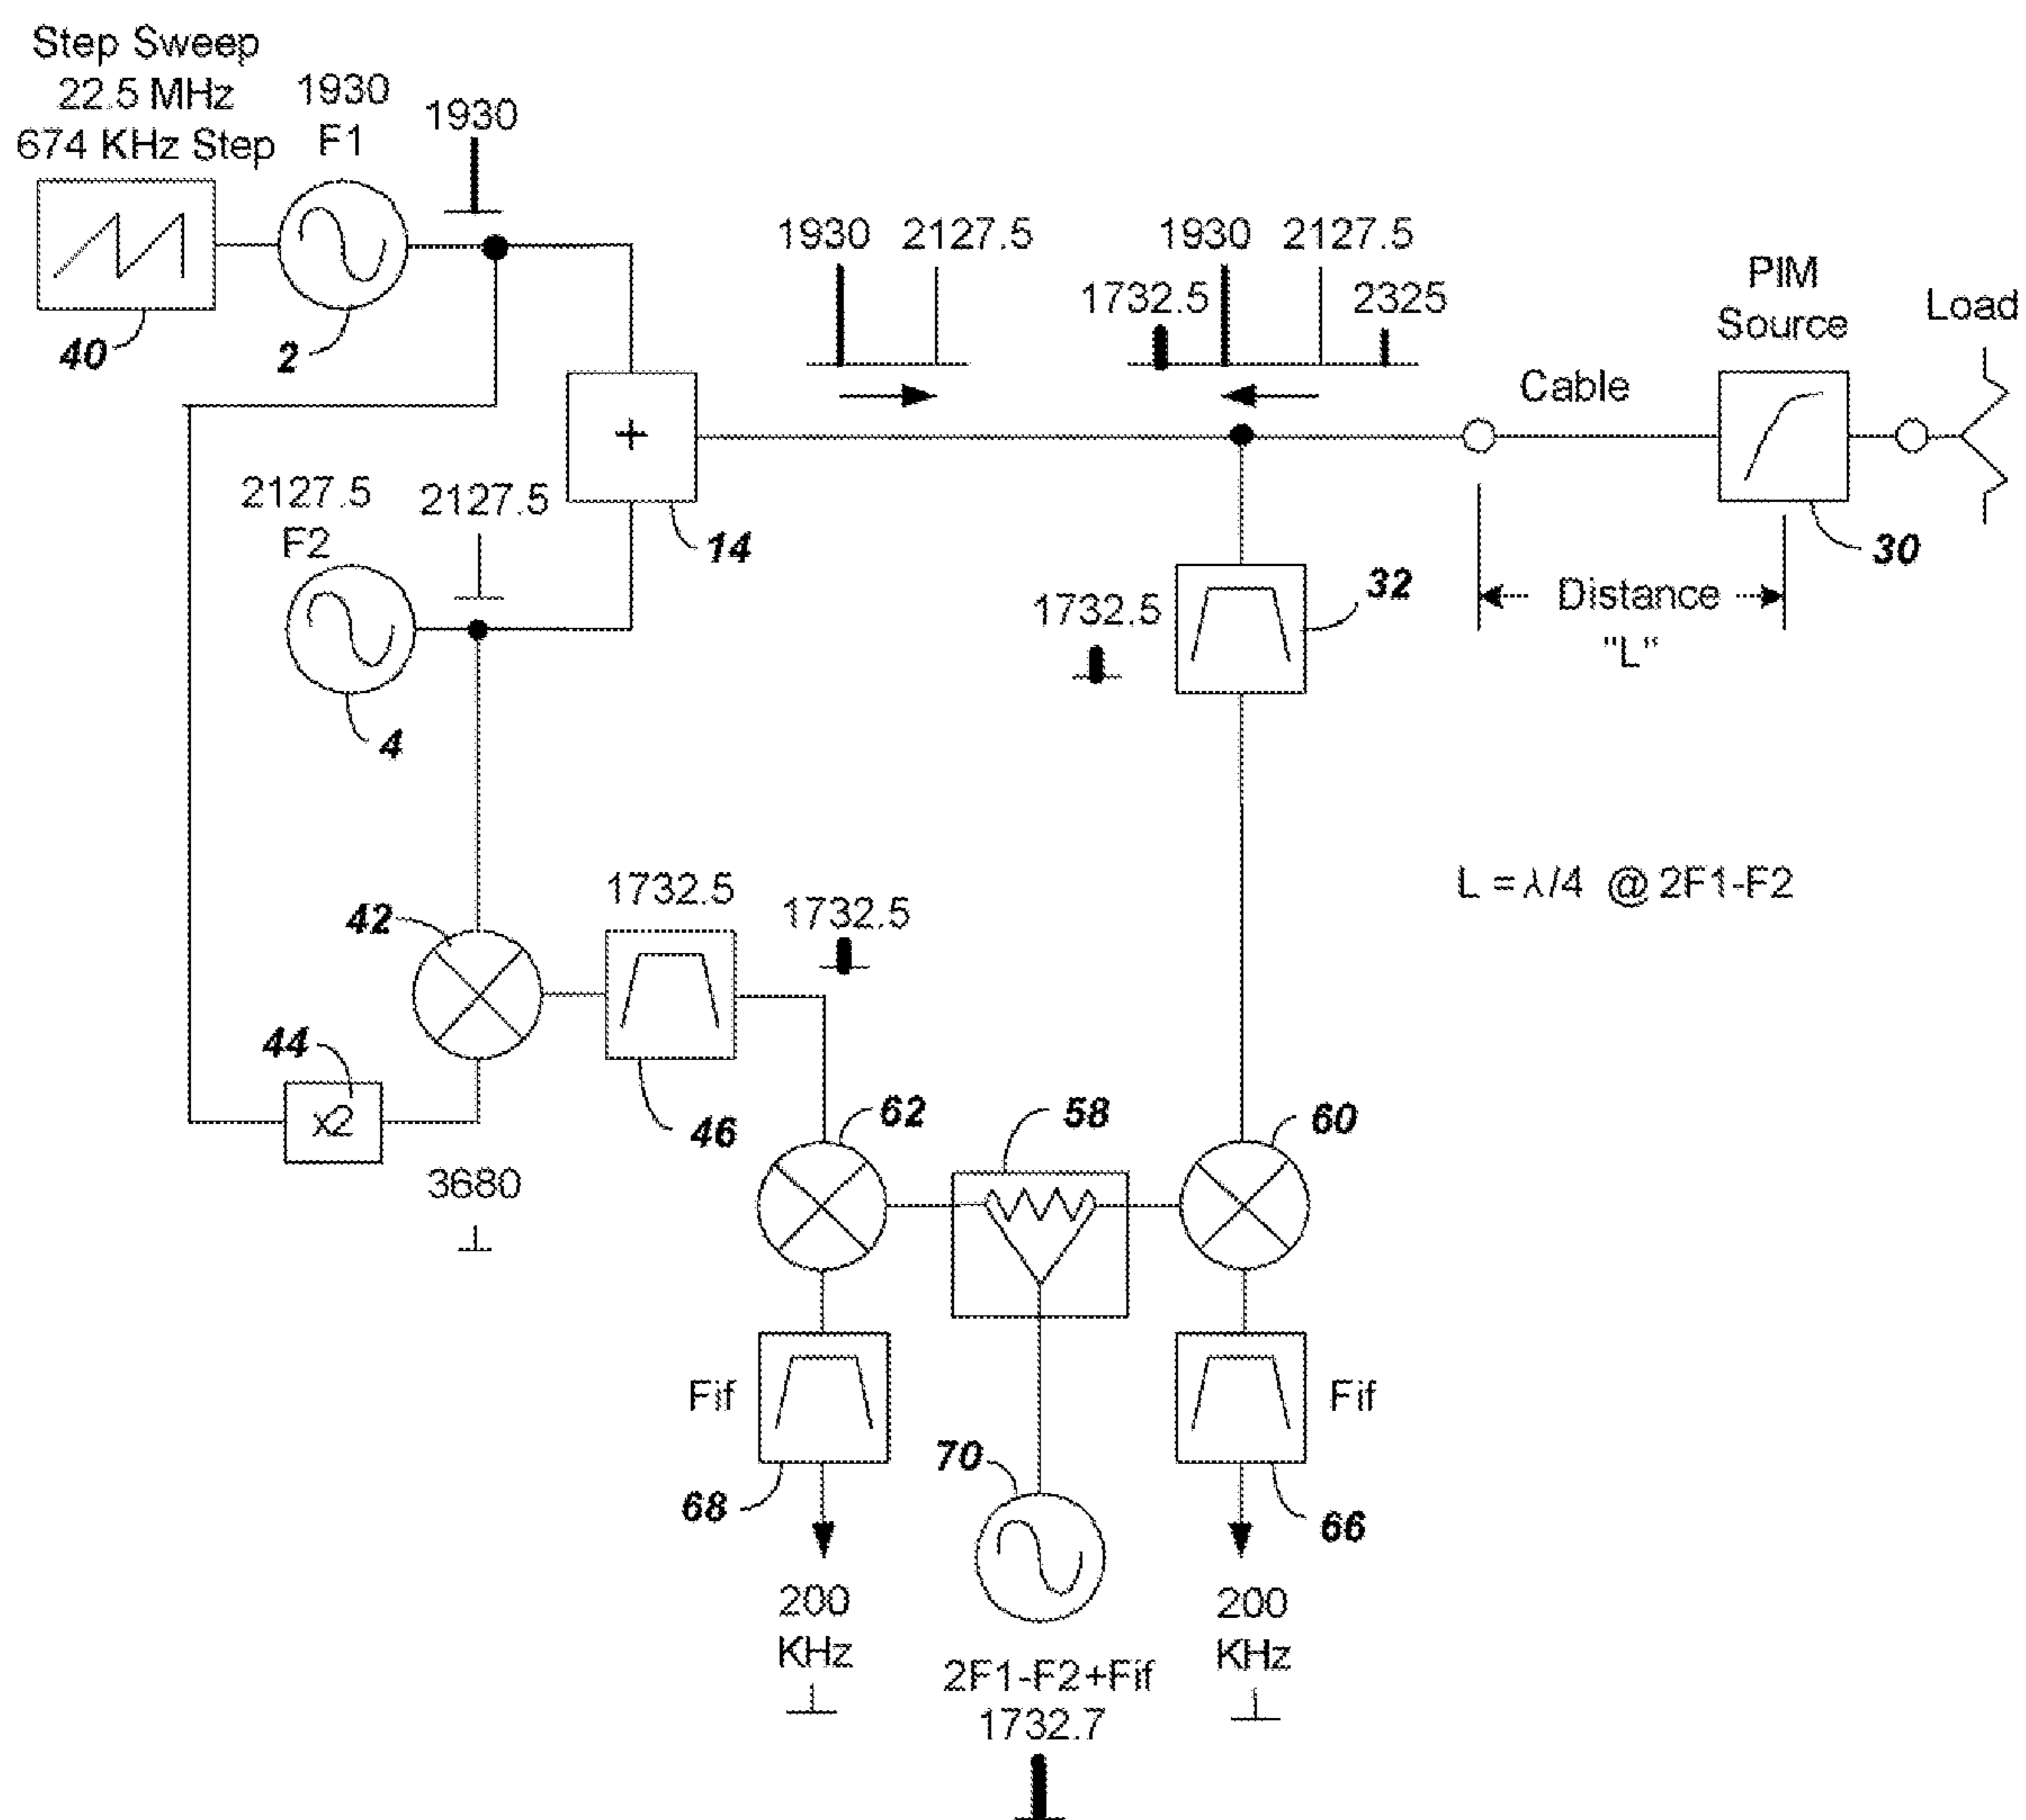 Step Sweep
22.5 MHz
674 KHz Step
1930
F1
1930
40
2
1930 2127.5
1930 2127.5
1732.5
2325
PIM
Source
Load
Cable
+
2127.5
F2
2127.5
14
30
4
1732.5
32
Distance
"L"
L = λ/4 @ 2F1-F2
42
1732.5
1732.5
46
44
x2
3680
62
58
60
Fif
Fif
68
70
66
200
KHz
200
KHz
2F1-F2+Fif
1732.7